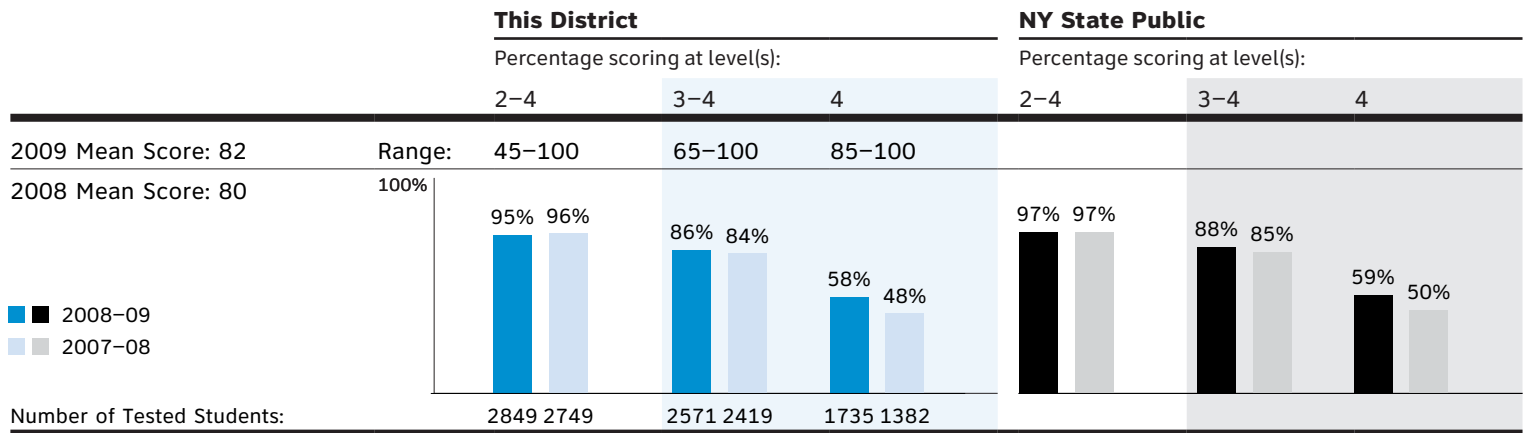 This District NY State Public
Percentage scoring at level(s): Percentage scoring at level(s):
2–4 3–4 4 2–4 3–4 4
2009 Mean Score: 82 Range: 45–100 65–100 85–100
2008 Mean Score: 80 100%
95% 96% 86% 84% 58% 48% 97% 97% 88% 85% 59% 50%
2008–09
2007–08
Number of Tested Students: 2849 2749 2571 2419 1735 1382